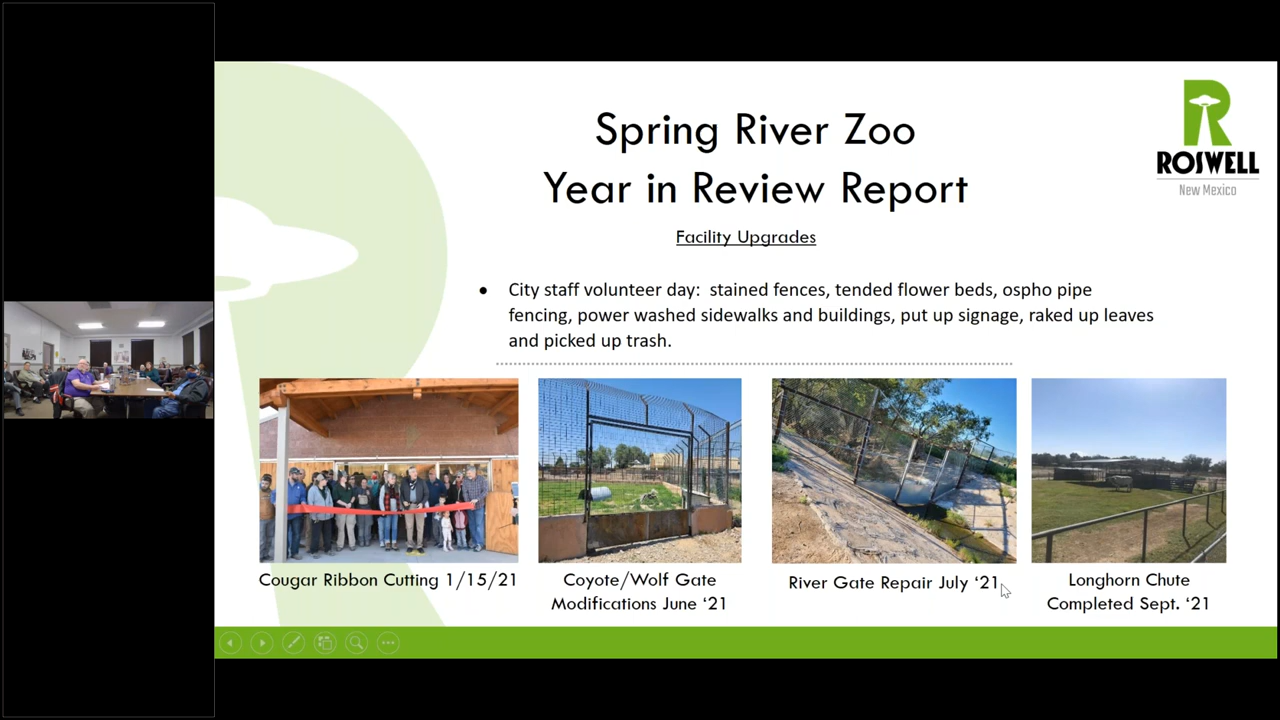 Spring River Zoo
Year in Review Report
ROSWELL
New Mexico
Facility Upgrades
• City staff volunteer day:  stained fences, tended flower beds, ospho pipe
fencing, power washed sidewalks and buildings, put up signage, raked up leaves
and picked up trash.
Cougar Ribbon Cutting 1/15/21
Coyote/Wolf Gate
Modifications June ‘21
River Gate Repair July ‘21
Longhorn Chute
Completed Sept. ‘21